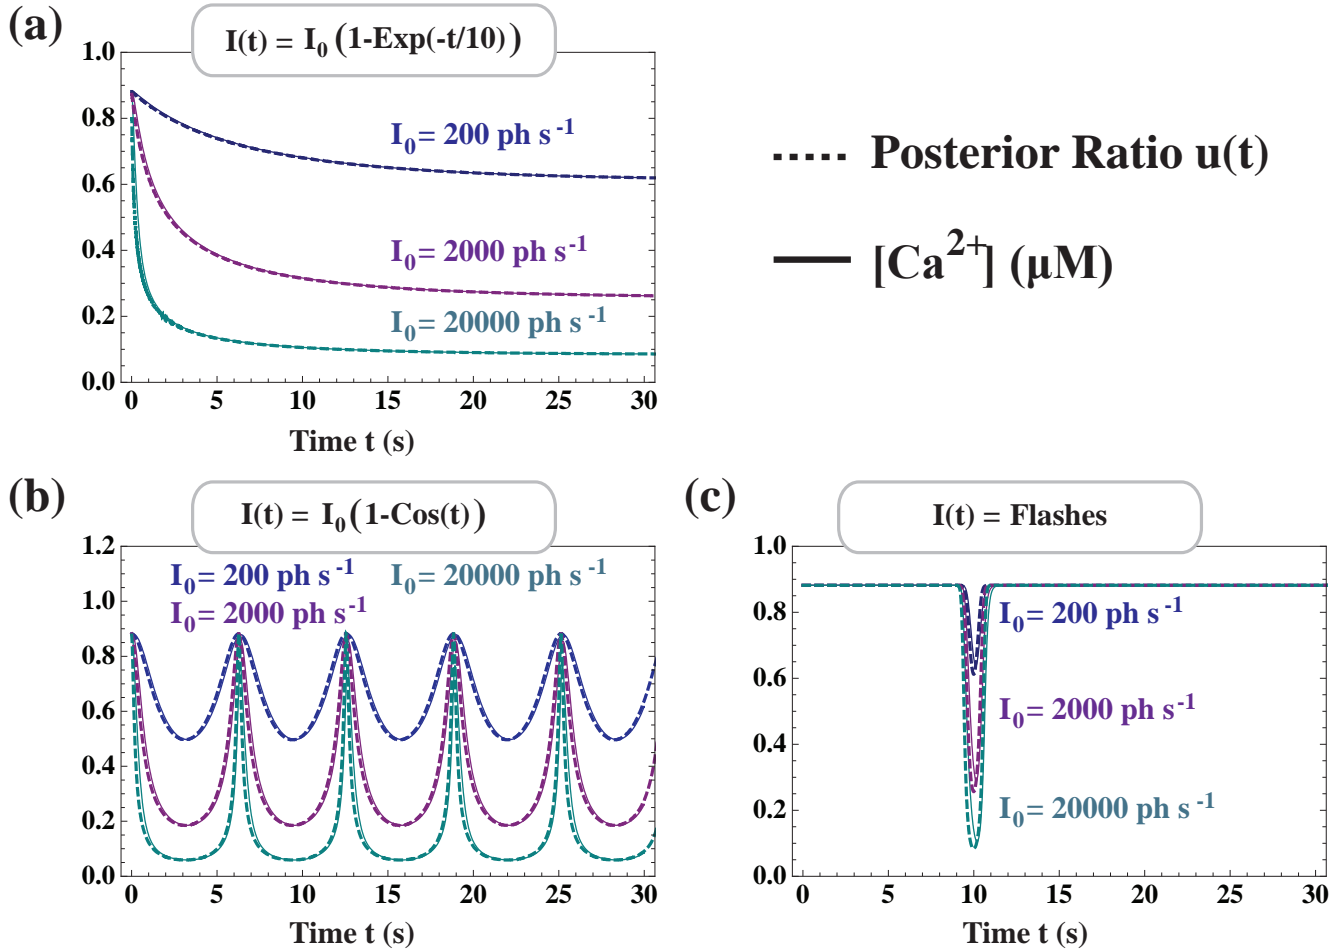 (a)
I(t) = I0 (1-Exp(-t/10))
1.0
0.8
0.6
0.4
0.2
0.0
I0= 200 ph s-1
I0= 2000 ph s-1
I0= 20000 ph s-1
0 5 10 15 20 25 30
Time t (s)
Posterior Ratio u(t)
[Ca2+] (μM)
(b)
I(t) = I0 (1-Cos(t))
1.2
1.0
0.8
0.6
0.4
0.2
0.0
I0= 200 ph s-1
I0= 20000 ph s-1
I0= 2000 ph s-1
0 5 10 15 20 25 30
Time t (s)
(c)
I(t) = Flashes
1.0
0.8
0.6
0.4
0.2
0.0
I0= 200 ph s-1
I0= 2000 ph s-1
I0= 20000 ph s-1
0 5 10 15 20 25 30
Time t (s)